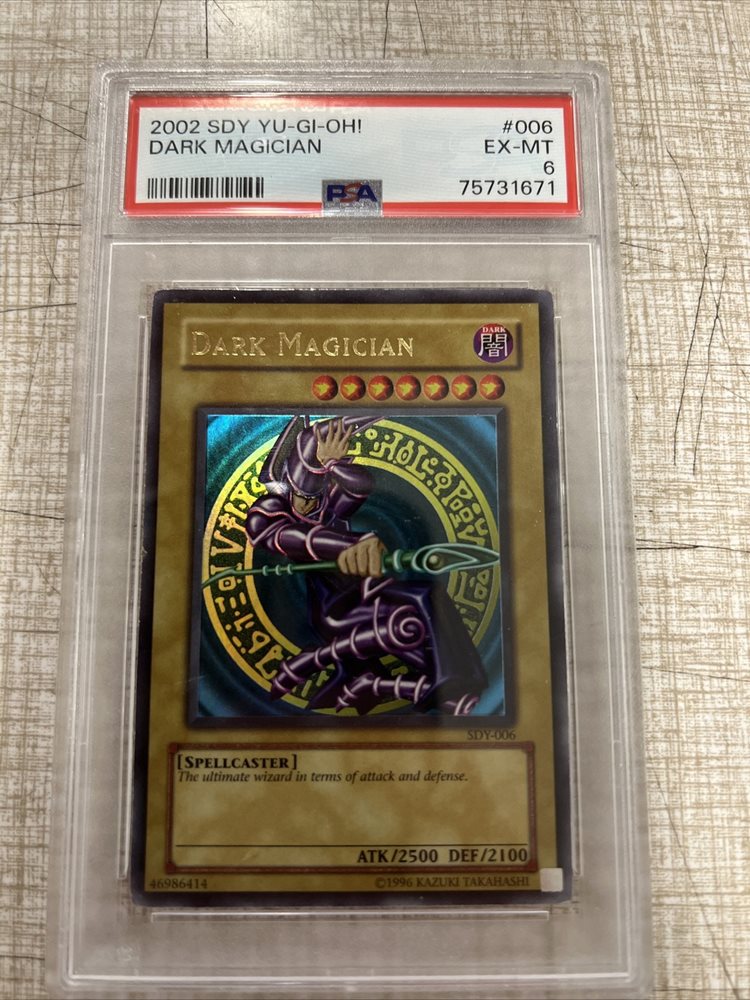 2002 SDY YU-GI-OH! #006
DARK MAGICIAN EX-MT
6
PSA 75731671
DARK MAGICIAN
DARK
闇
SDY-006
[SPELLCASTER]
The ultimate wizard in terms of attack and defense.
ATK/2500 DEF/2100
46986414 ©1996 KAZUKI TAKAHASHI